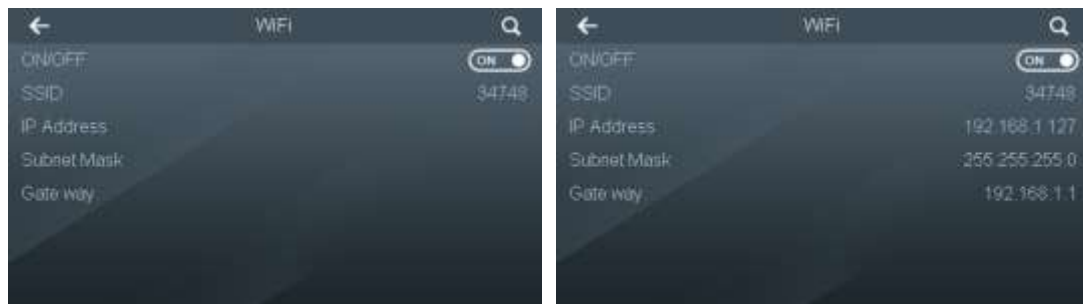 WiFi
ON/OFF ON
SSID 34748
IP Address
Subnet Mask
Gate way
WiFi
ON/OFF ON
SSID 34748
IP Address 192.168.1.127
Subnet Mask 255.255.255.0
Gate way 192.168.1.1